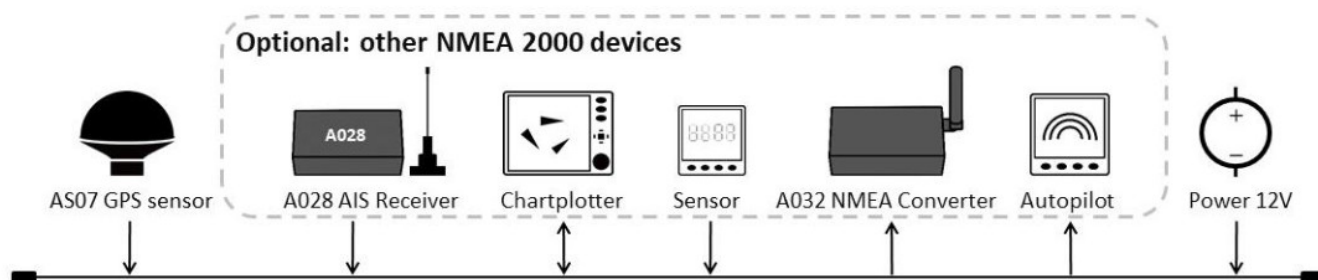 Optional: other NMEA 2000 devices
A028
8888
AS07 GPS sensor
A028 AIS Receiver
Chartplotter
Sensor
A032 NMEA Converter
Autopilot
Power 12V